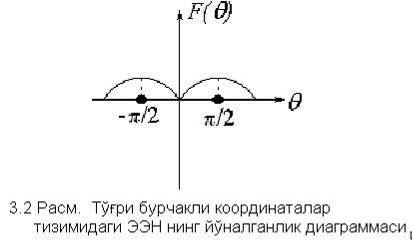 F(θ)
θ
-π/2 π/2
3.2 Расм. Тўғри бурчакли координаталар
тизимидаги ЭЭН нинг йўналганлик диаграммаси